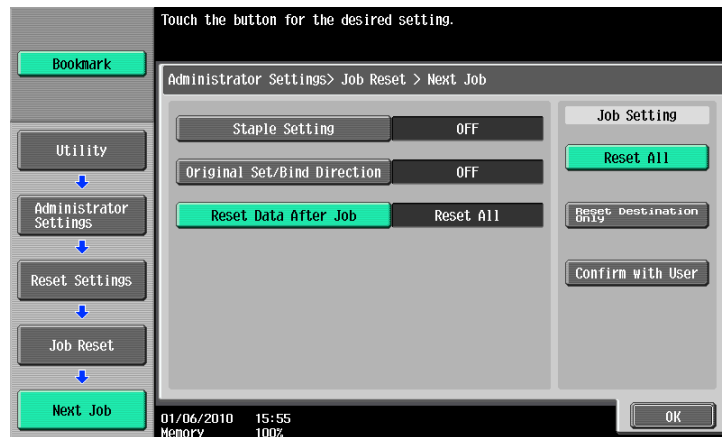 Touch the button for the desired setting.
Bookmark
Administrator Settings> Job Reset > Next Job
Utility
Administrator
Settings
Reset Settings
Job Reset
Next Job
Staple Setting OFF
Original Set/Bind Direction OFF
Reset Data After Job Reset All
Job Setting
Reset All
Reset Destination
Only
Confirm with User
01/06/2010 15:55
Memory 100%
OK